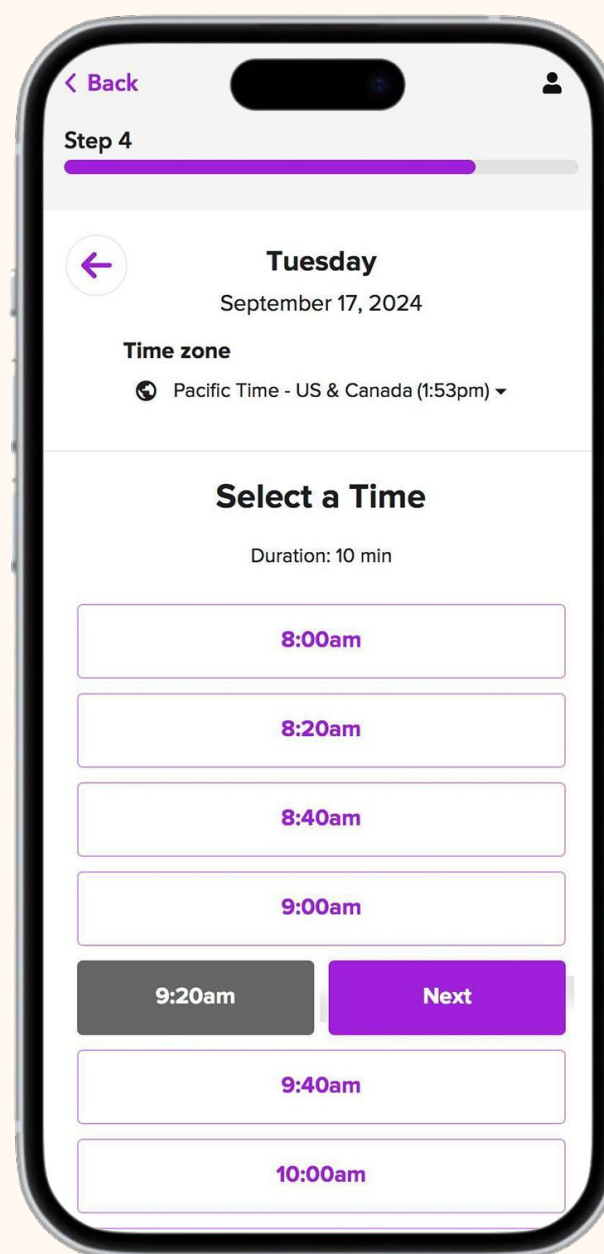 Back
Step 4
Tuesday
September 17, 2024
Time zone
Pacific Time - US & Canada (1:53pm)
Select a Time
Duration: 10 min
8:00am
8:20am
8:40am
9:00am
9:20am Next
9:40am
10:00am